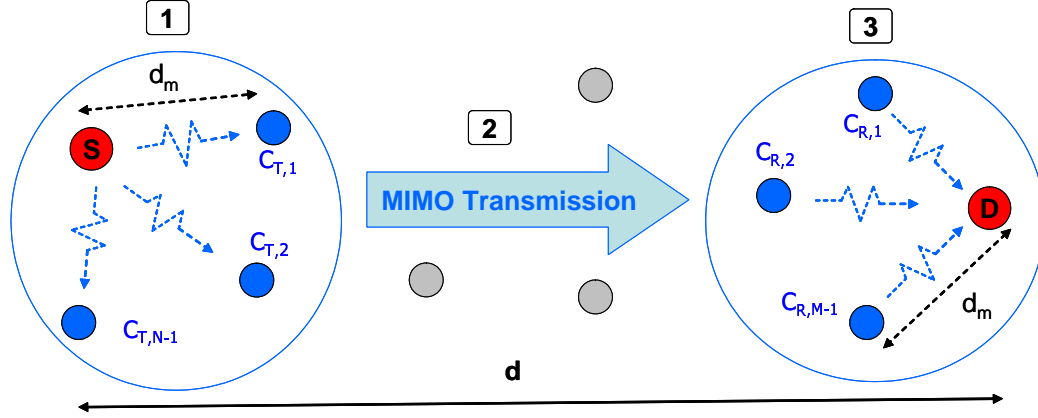 1
3
d_m
2
S
C_T,1
C_R,1
C_R,2
MIMO Transmission
D
C_T,2
C_T,N-1
C_R,M-1
d_m
d